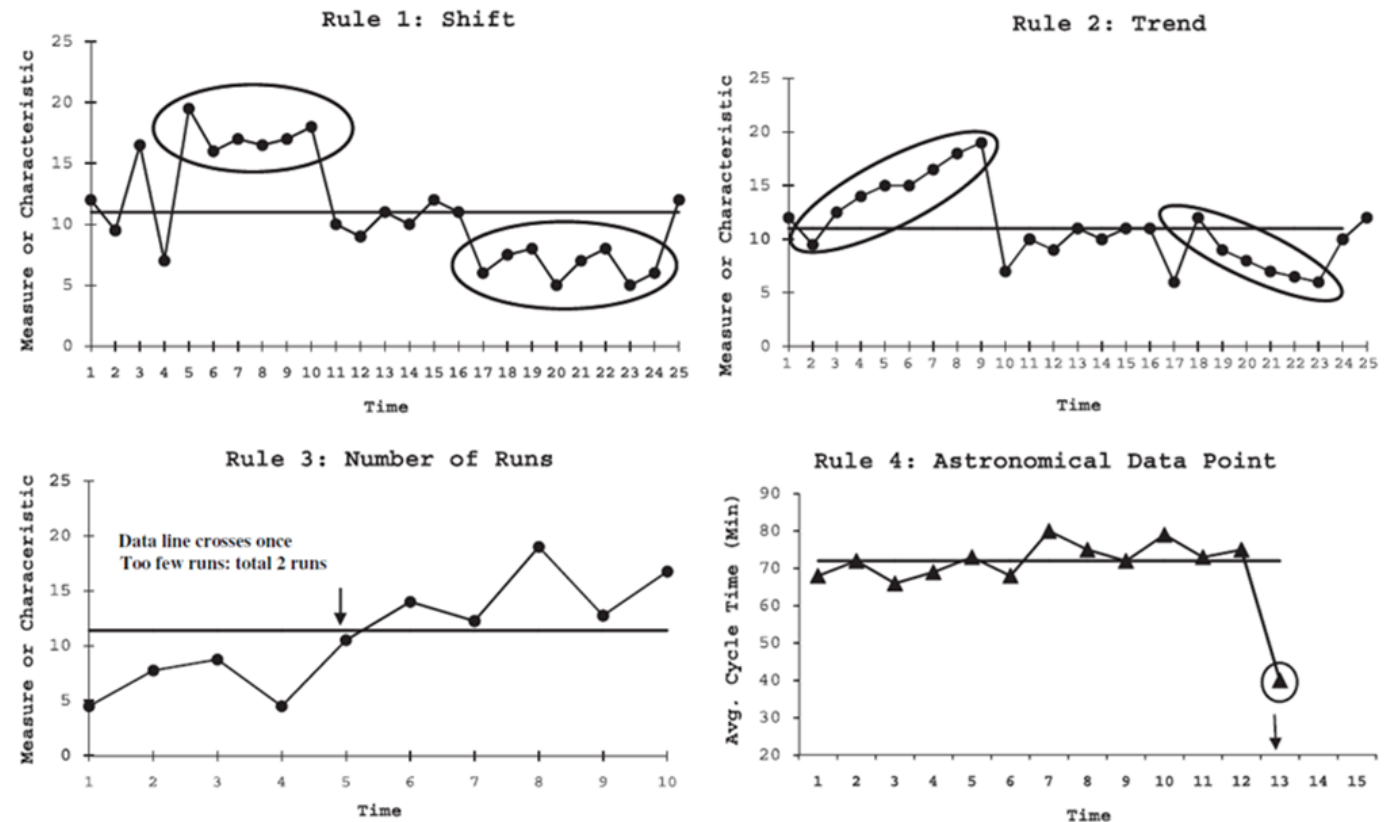 Rule 1: Shift
Measure or Characteristic
25
20
15
10
5
0
1 2 3 4 5 6 7 8 9 10 11 12 13 14 15 16 17 18 19 20 21 22 23 24 25
Time
Rule 2: Trend
Measure or Characteristic
25
20
15
10
5
0
1 2 3 4 5 6 7 8 9 10 11 12 13 14 15 16 17 18 19 20 21 22 23 24 25
Time
Rule 3: Number of Runs
Measure or Characeristic
25
20
15
10
5
0
Data line crosses once
Too few runs: total 2 runs
1 2 3 4 5 6 7 8 9 10
Time
Rule 4: Astronomical Data Point
Avg. Cycle Time (Min)
90
80
70
60
50
40
30
20
1 2 3 4 5 6 7 8 9 10 11 12 13 14 15
Time